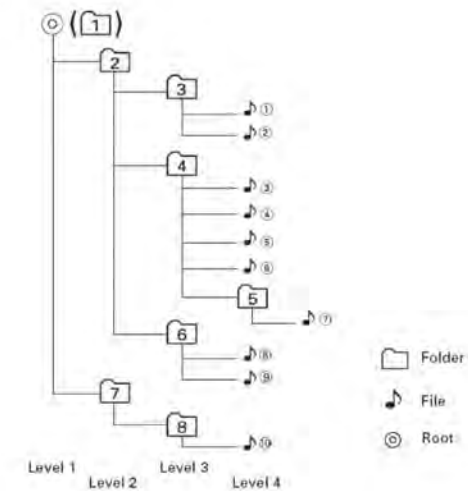 (1)
2
3
①
②
4
③
④
⑤
⑥
5
⑦
6
⑧
⑨
7
8
⑩
Folder
File
Root
Level 1
Level 2
Level 3
Level 4